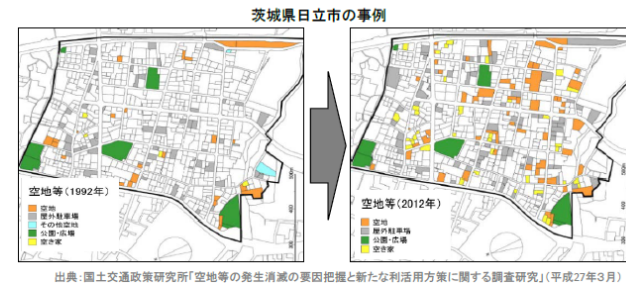 茨城県日立市の事例
空地等(1992年)
空地
屋外駐車場
その他空地
公園・広場
空き家
空地等(2012年)
空地
屋外駐車場
公園・広場
空き家
出典:国土交通政策研究所「空地等の発生消滅の要因把握と新たな利活用方策に関する調査研究」(平成27年3月)